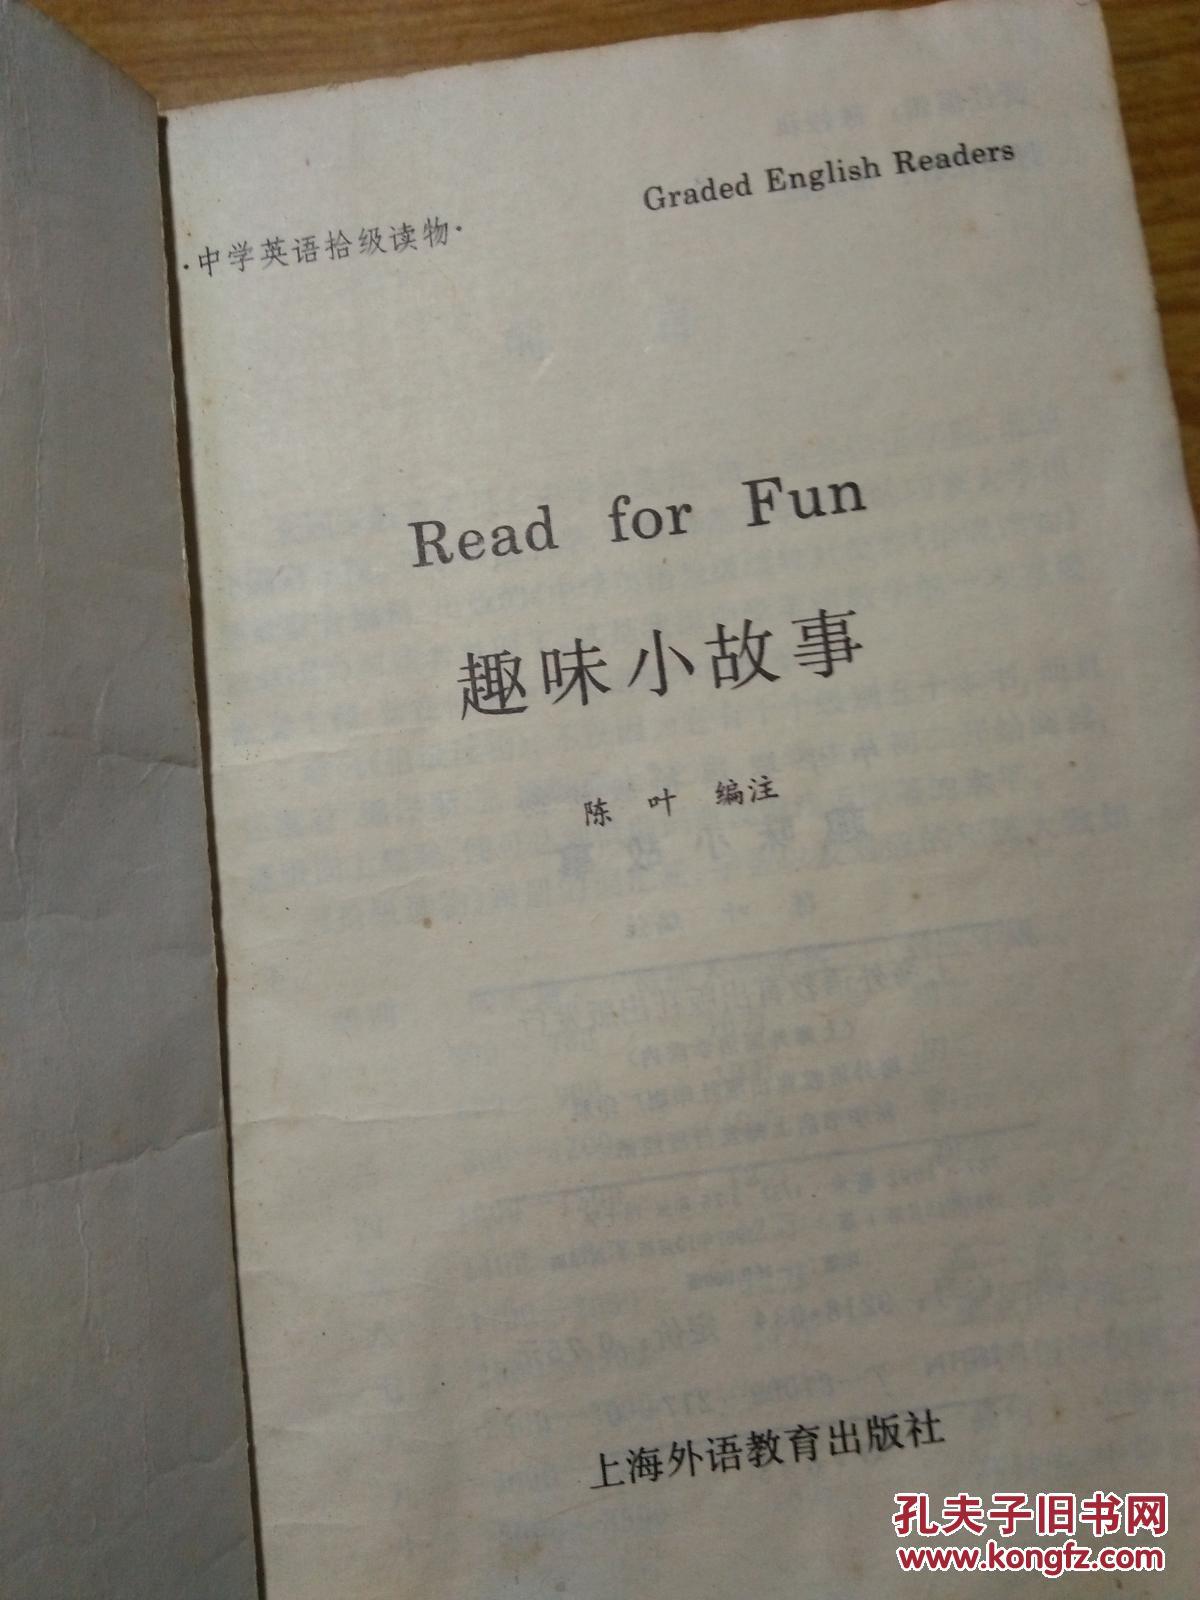 Graded English Readers
·中学英语拾级读物·
Read for Fun
趣味小故事
陈 叶 编注
上海外语教育出版社
孔夫子旧书网
www.kongfz.com